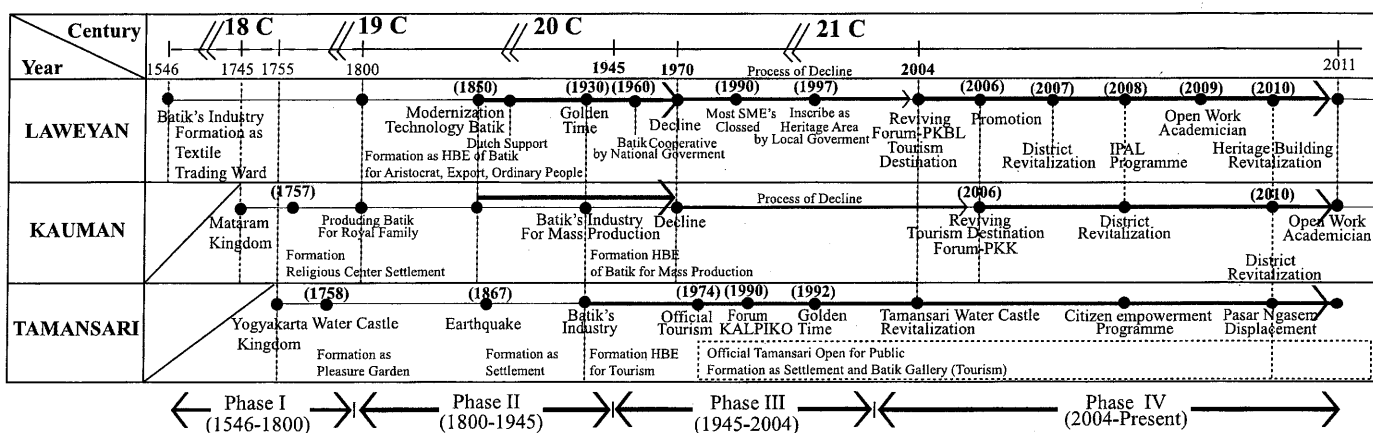 Century
18 C
19 C
20 C
21 C
Year
1546
1745
1755
1800
1945
1970
Process of Decline
2004
2011
LAWEYAN
(1850)
(1930)
(1960)
(1990)
(1997)
(2006)
(2007)
(2008)
(2009)
(2010)
Batik's Industry
Formation as
Textile
Trading Ward
Modernization
Technology Batik
Dutch Support
Formation as HBE of Batik
for Aristocrat, Export, Ordinary People
Golden
Time
Batik Cooperative
by National Goverment
Decline
Most SME's
Clossed
Inscribe as
Heritage Area
by Local Goverment
Reviving
Forum-PKBL
Tourism
Destination
Promotion
District
Revitalization
IPAL
Programme
Open Work
Academician
Heritage Building
Revitalization
KAUMAN
(1757)
Mataram
Kingdom
Formation
Religious Center Settlement
Producing Batik
For Royal Family
Batik's Industry
For Mass Production
Formation HBE
of Batik for Mass Production
Decline
Process of Decline
(2006)
Reviving
Tourism Destination
Forum-PKK
District
Revitalization
(2010)
District
Revitalization
Open Work
Academician
TAMANSARI
(1758)
(1867)
(1974)
(1990)
(1992)
Yogyakarta Water Castle
Kingdom
Formation as
Pleasure Garden
Earthquake
Formation as
Settlement
Batik's
Industry
Formation HBE
for Tourism
Official
Tourism
Forum
KALPIKO
Golden
Time
Tamansari Water Castle
Revitalization
Citizen empowerment
Programme
Pasar Ngasem
Displacement
Official Tamansari Open for Public
Formation as Settlement and Batik Gallery (Tourism)
Phase I
(1546-1800)
Phase II
(1800-1945)
Phase III
(1945-2004)
Phase IV
(2004-Present)